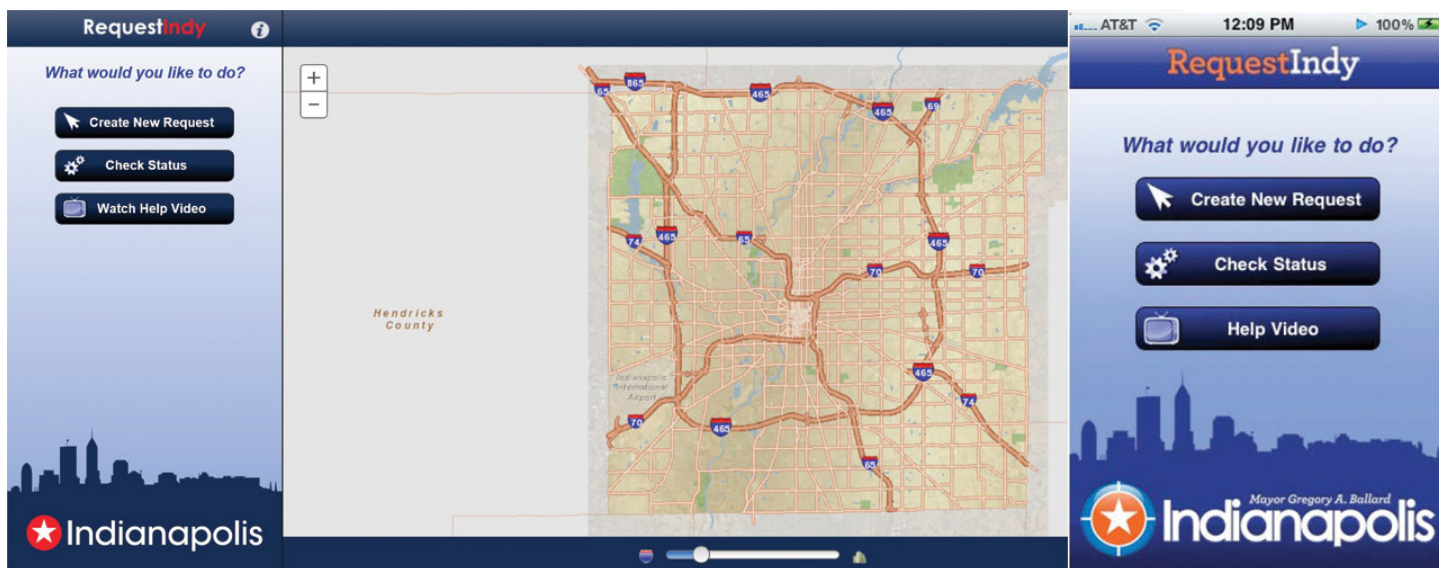 RequestIndy
What would you like to do?
Create New Request
Check Status
Watch Help Video
Indianapolis
+
−
65
865
465
465
69
74
465
65
465
70
70
Hendricks
County
Indianapolis
International
Airport
465
74
70
465
65
AT&T
12:09 PM
100%
RequestIndy
What would you like to do?
Create New Request
Check Status
Help Video
Mayor Gregory A. Ballard
Indianapolis